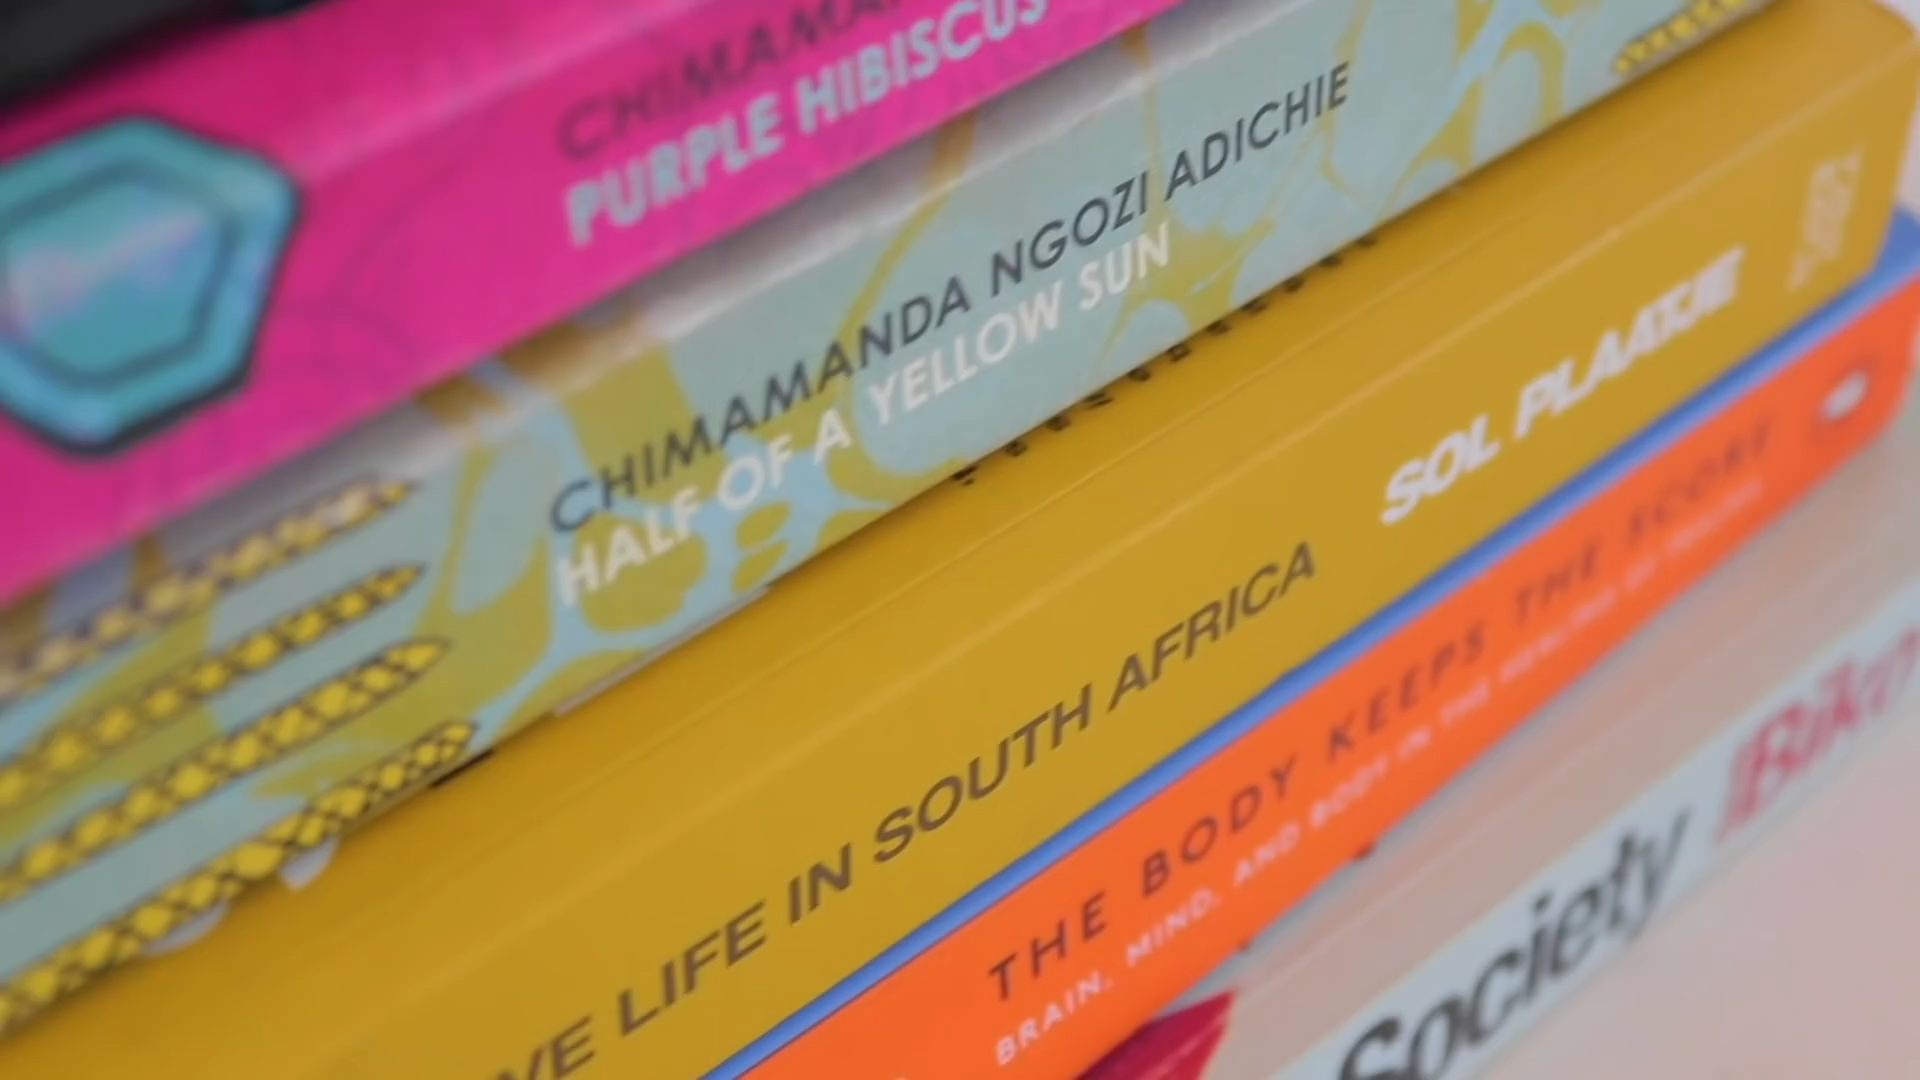 CHIMAMA
PURPLE HIBISCUS
CHIMAMANDA NGOZI ADICHIE
HALF OF A YELLOW SUN
VE LIFE IN SOUTH AFRICA
SOL PLAATJE
THE BODY KEEPS THE SCORE
BRAIN, MIND, AND BODY IN THE HEALING OF TRAUMA
Society